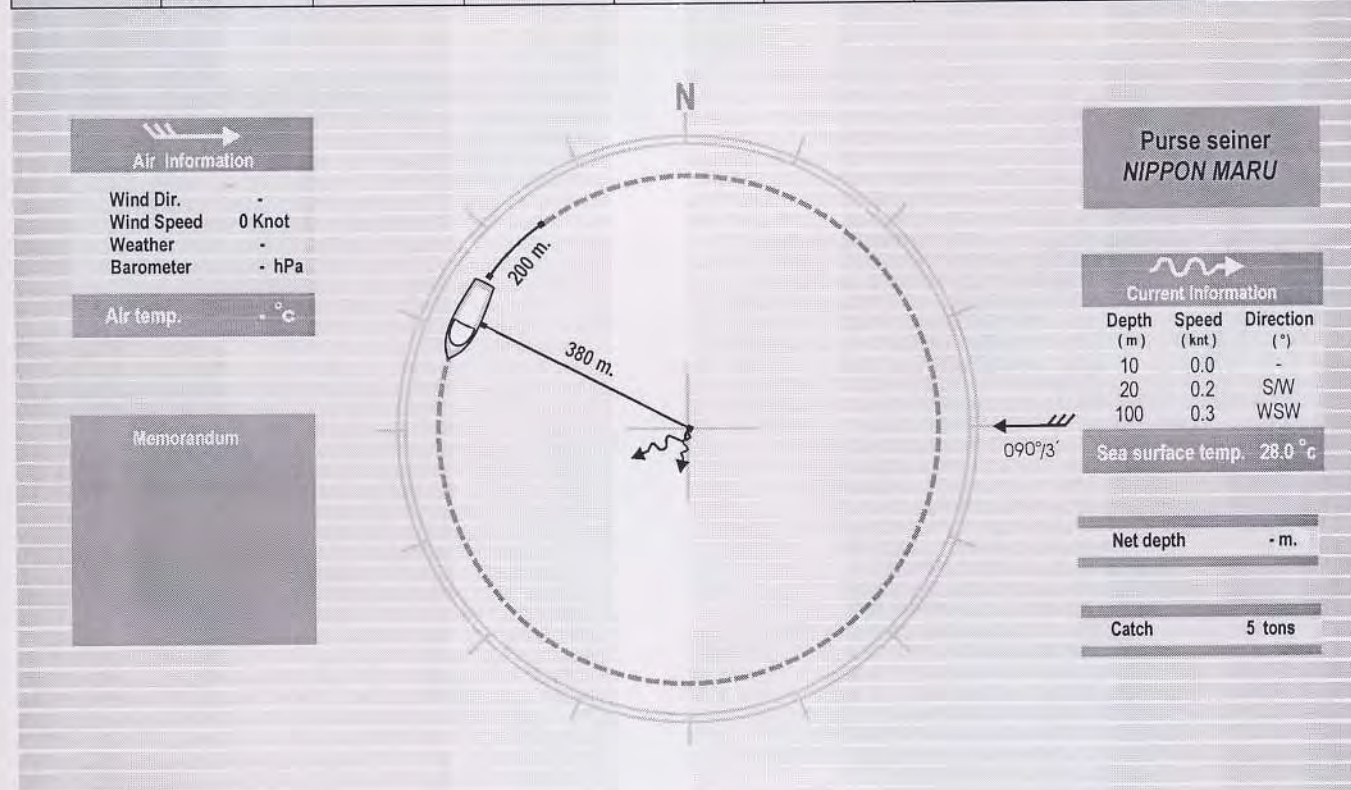 N
Air Information
Wind Dir. -
Wind Speed 0 Knot
Weather -
Barometer - hPa
Air temp. - °c
Memorandum
200 m.
380 m.
090°/3′
Purse seiner
NIPPON MARU
Current Information
Depth Speed Direction
( m ) ( knt ) ( °)
10 0.0 -
20 0.2 S/W
100 0.3 WSW
Sea surface temp. 28.0 °c
Net depth - m.
Catch 5 tons